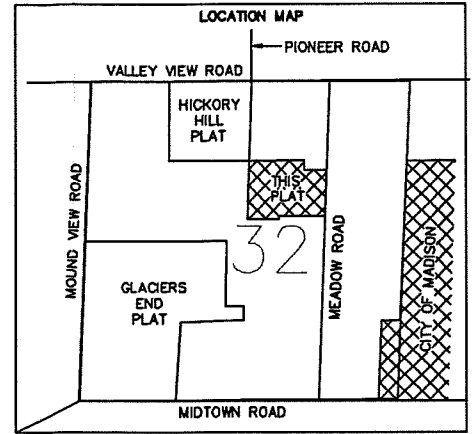 LOCATION MAP
PIONEER ROAD
VALLEY VIEW ROAD
HICKORY
HILL
PLAT
THIS
PLAT
MOUND VIEW ROAD
32
MEADOW ROAD
CITY OF MADISON
GLACIERS
END
PLAT
MIDTOWN ROAD